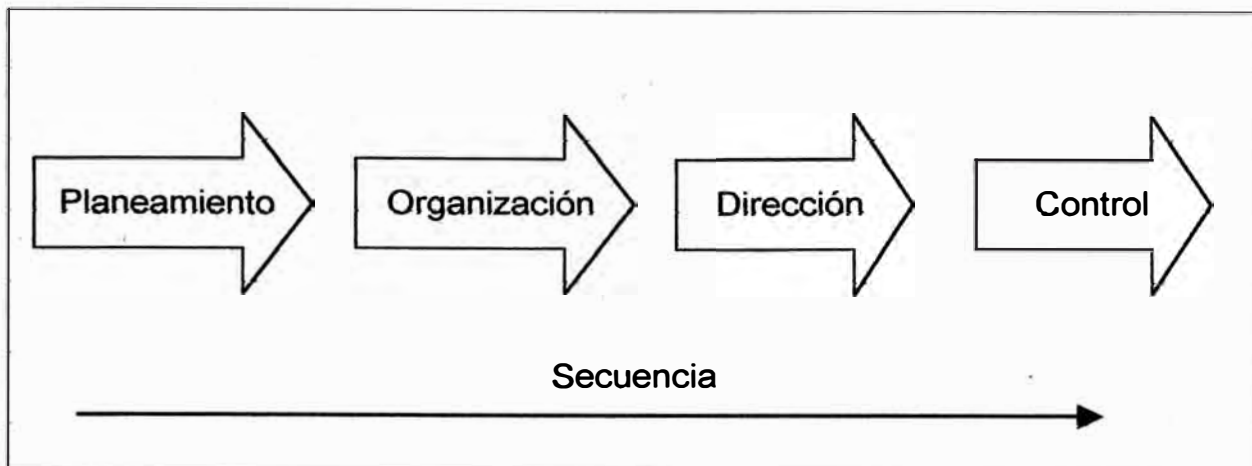 Planeamiento
Organización
Dirección
Control
Secuencia